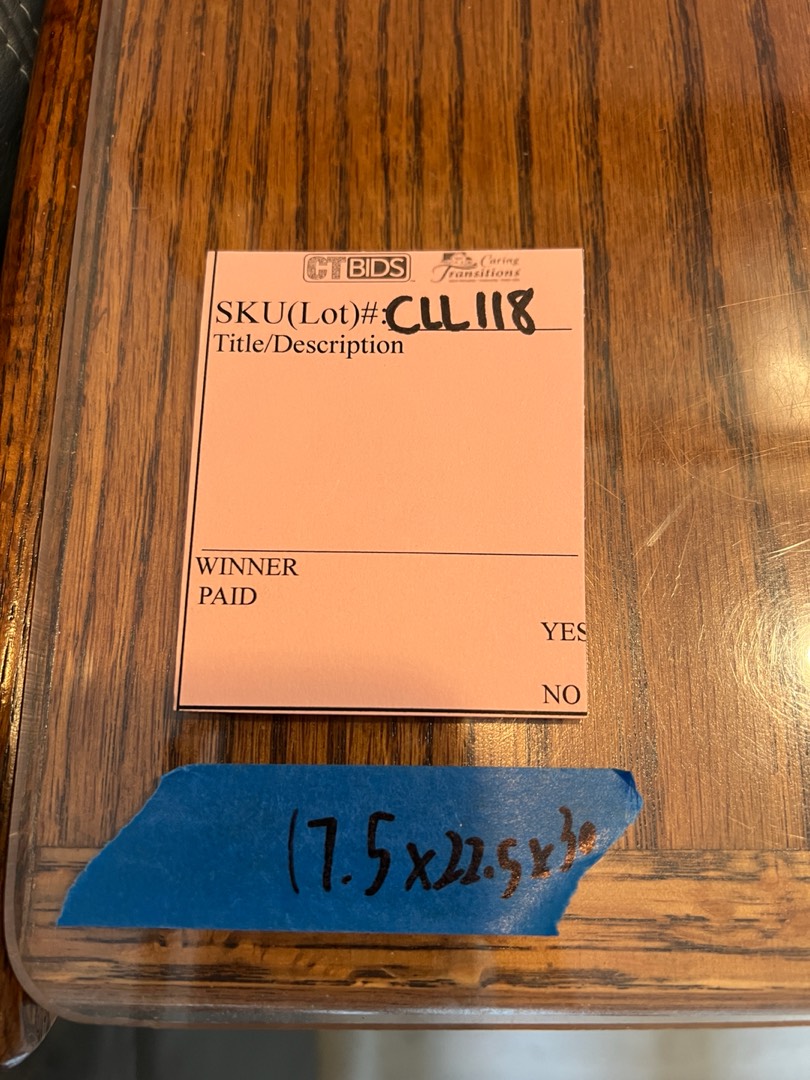 CTBIDS
Caring
Transitions
SKU(Lot)#: CLL118
Title/Description
WINNER
PAID
YES
NO
17.5x22.5x30